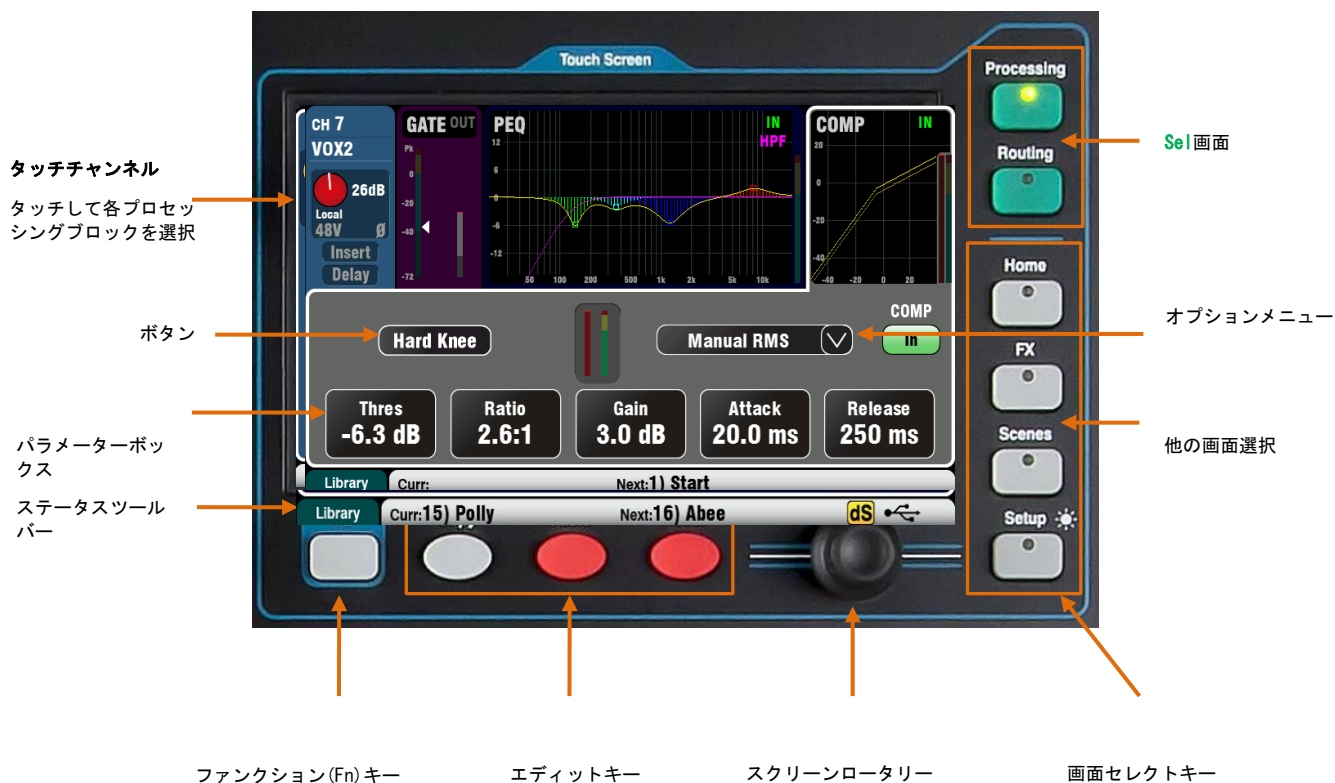 Touch Screen
Processing
Routing
Home
FX
Scenes
Setup
CH 7
VOX2
26dB
Local
48V Ø
Insert
Delay
GATE OUT
Pk
0
-20
-40
-72
PEQ
IN
HPF
12
6
0
-6
-12
50 100 200 500 1k 2k 5k 10k
COMP IN
20
0
-20
-40
-40 -20 0 20
Hard Knee
Manual RMS
COMP
In
Thres
-6.3 dB
Ratio
2.6:1
Gain
3.0 dB
Attack
20.0 ms
Release
250 ms
Library Curr: Next:1) Start
Library Curr:15) Polly Next:16) Abee dS
タッチチャンネル
タッチして各プロセッ
シングブロックを選択
ボタン
パラメーターボッ
クス
ステータスツール
バー
Sel画面
オプションメニュー
他の画面選択
ファンクション(Fn)キー
エディットキー
スクリーンロータリー
画面セレクトキー